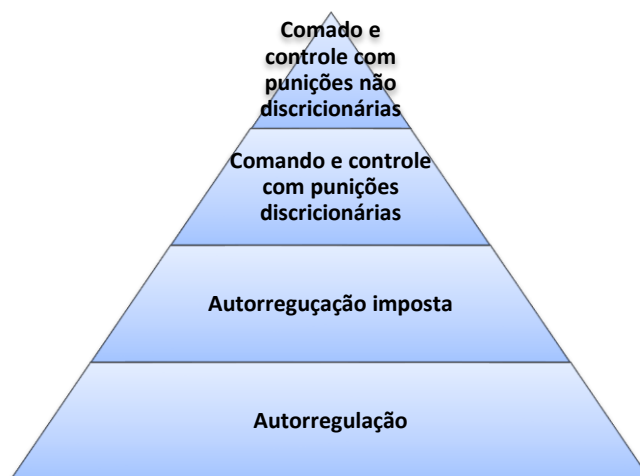 Comado e
controle com
punições não
discricionárias
Comando e controle
com punições
discricionárias
Autorreguçação imposta
Autorregulação